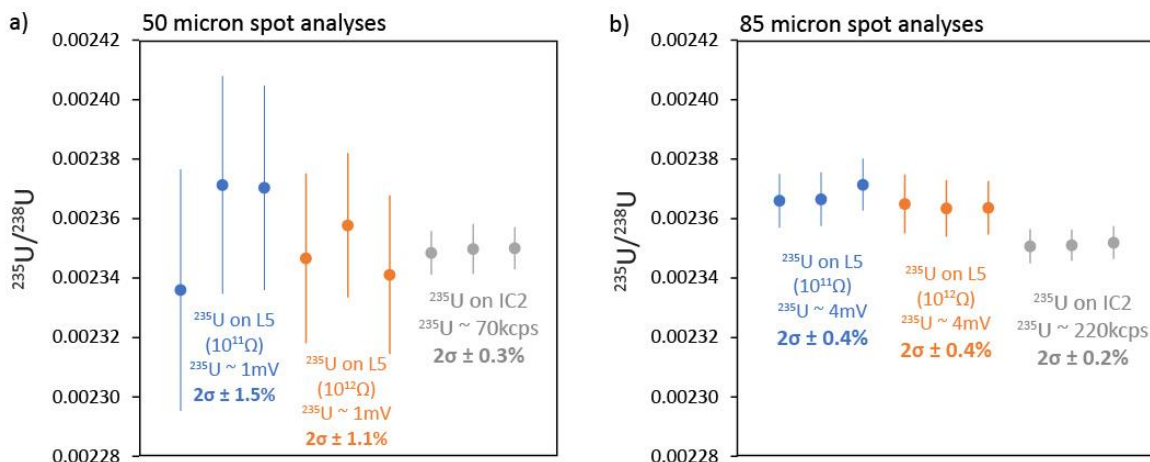 a)
50 micron spot analyses
0.00242
0.00240
0.00238
0.00236
0.00234
0.00232
0.00230
0.00228
²³⁵U/²³⁸U
²³⁵U on L5
(10¹¹Ω)
²³⁵U ~ 1mV
2σ ± 1.5%
²³⁵U on L5
(10¹²Ω)
²³⁵U ~ 1mV
2σ ± 1.1%
²³⁵U on IC2
²³⁵U ~ 70kcps
2σ ± 0.3%
b)
85 micron spot analyses
0.00242
0.00240
0.00238
0.00236
0.00234
0.00232
0.00230
0.00228
²³⁵U/²³⁸U
²³⁵U on L5
(10¹¹Ω)
²³⁵U ~ 4mV
2σ ± 0.4%
²³⁵U on L5
(10¹²Ω)
²³⁵U ~ 4mV
2σ ± 0.4%
²³⁵U on IC2
²³⁵U ~ 220kcps
2σ ± 0.2%